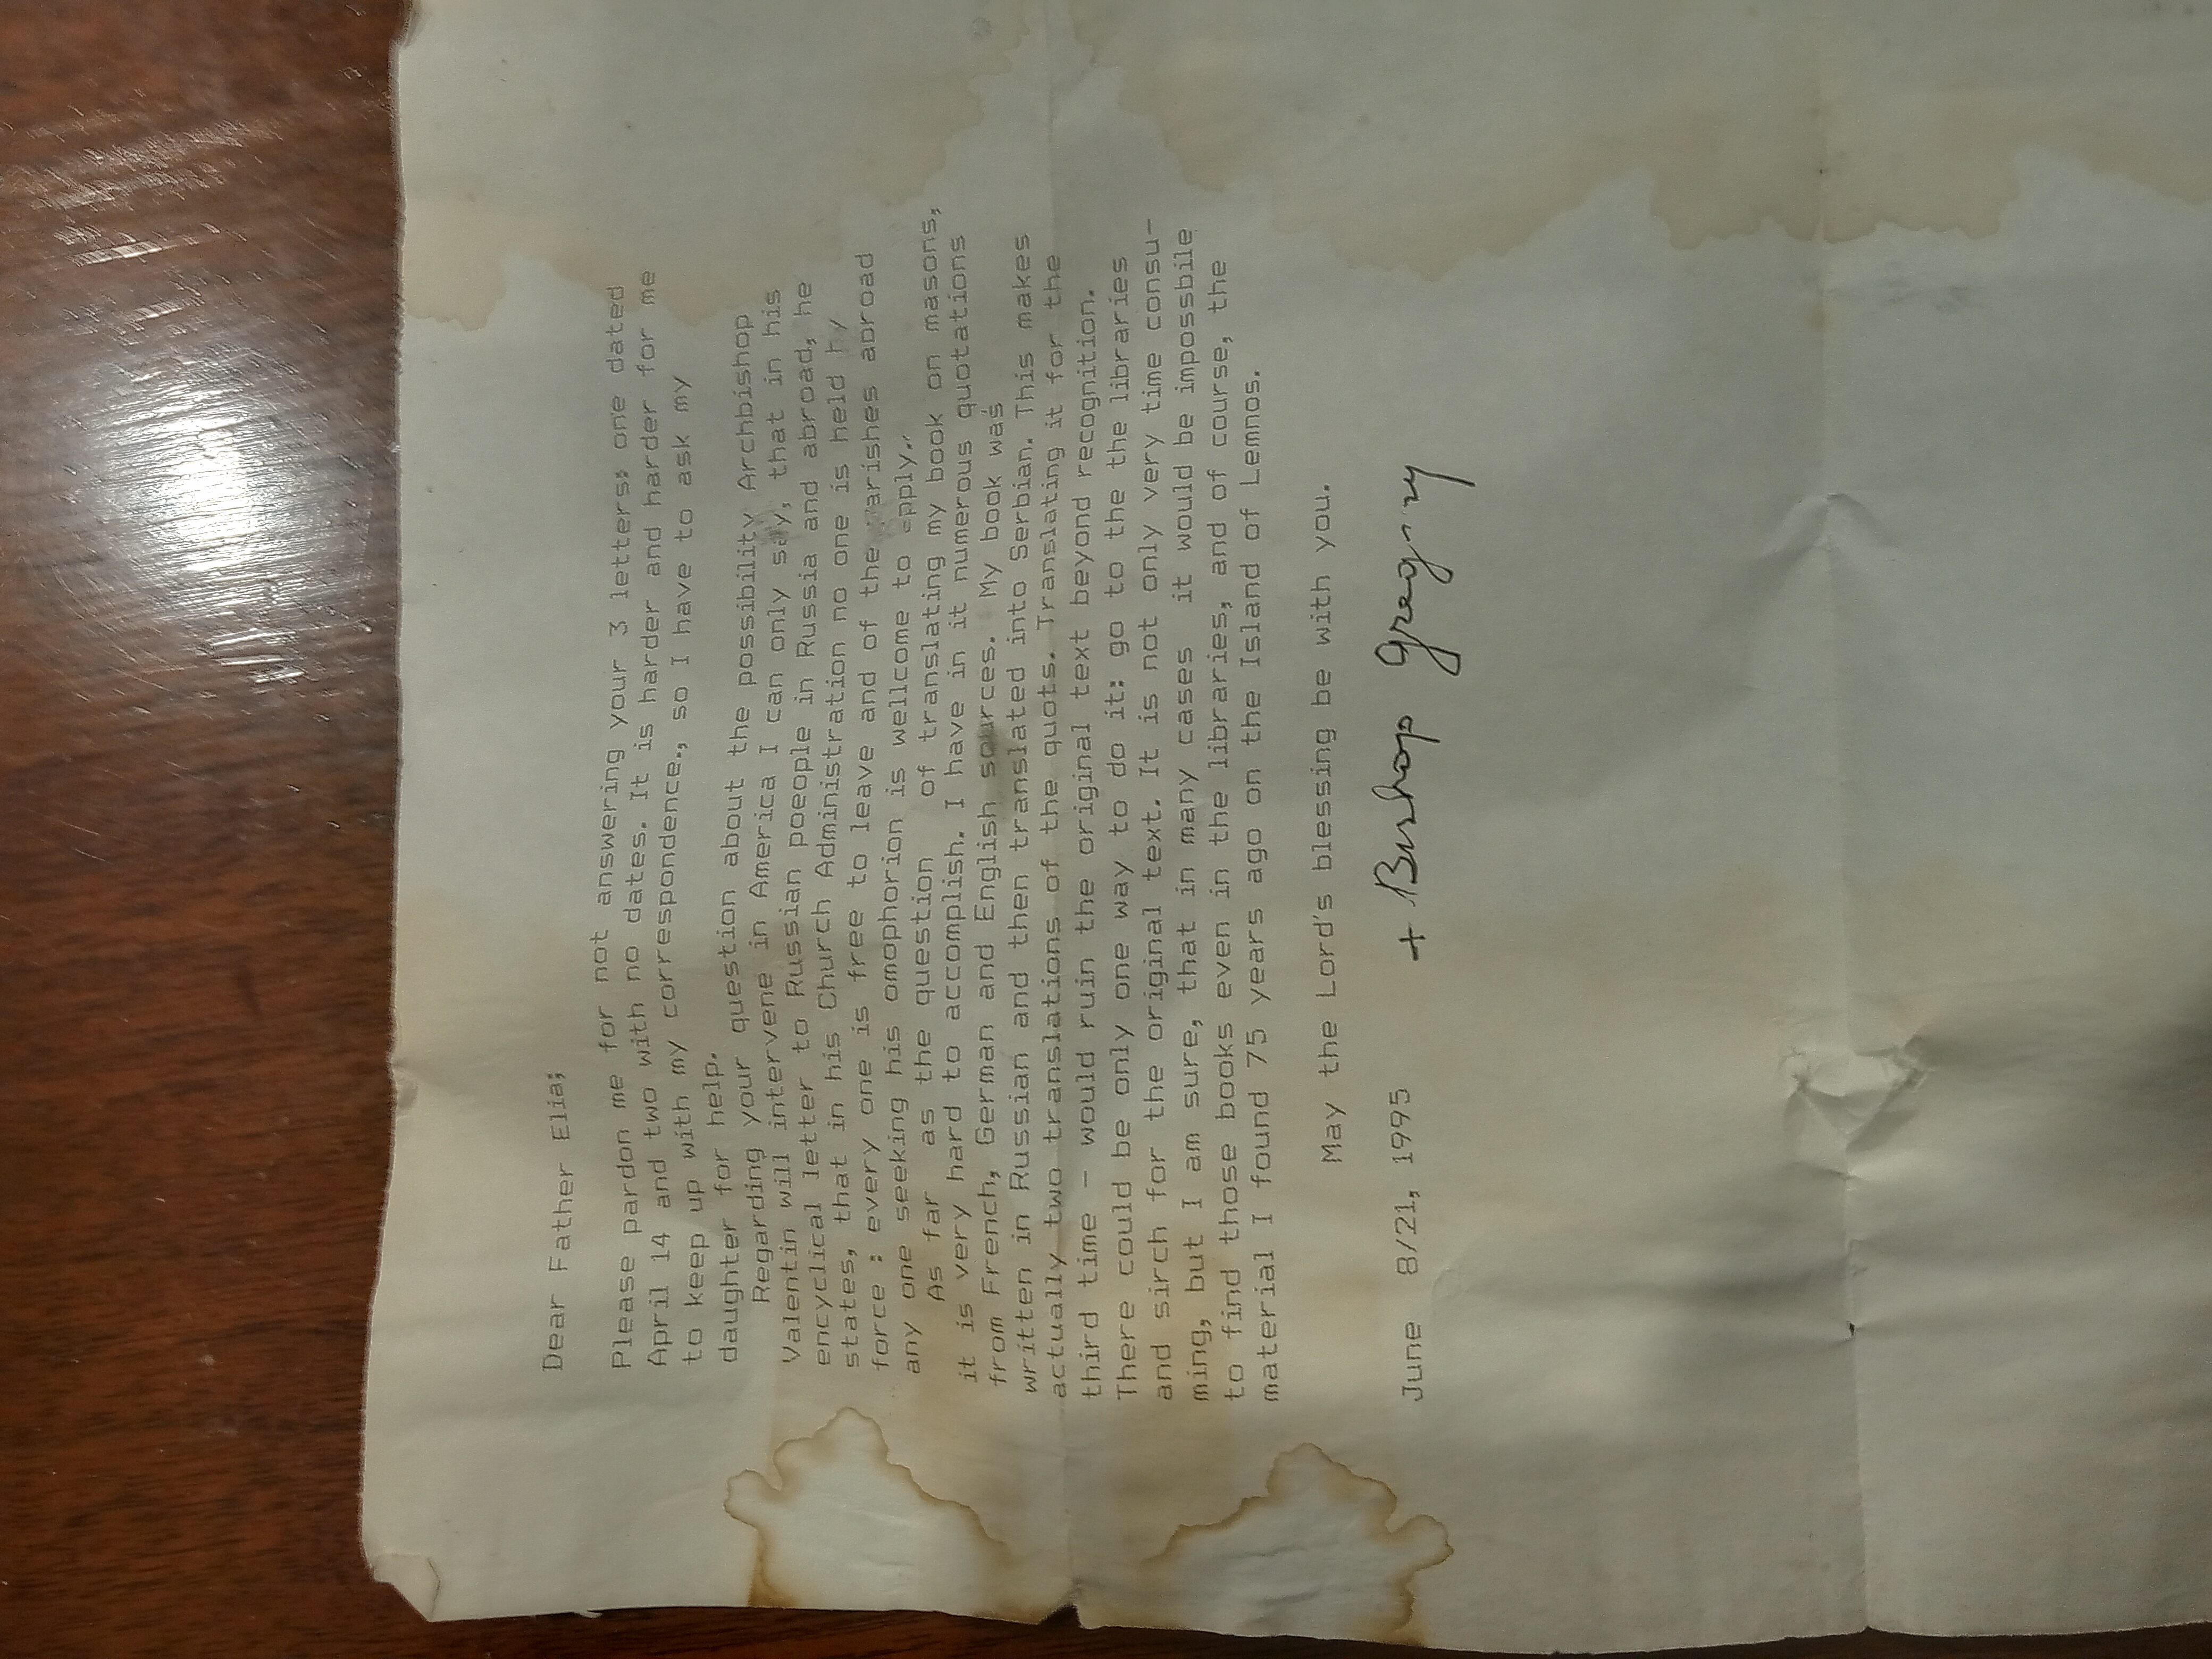 Dear Father Elia;
Please pardon me for not answering your 3 letters: one dated
April 14 and two with no dates. It is harder and harder for me
to keep up with my correspondence., so I have to ask my
daughter for help.
Regarding your question about the possibility Archbishop
Valentin will intervene in America I can only say, that in his
encyclical letter to Russian poeople in Russia and abroad, he
states, that in his Church Administration no one is held by
force : every one is free to leave and of the parishes abroad
any one seeking his omophorion is wellcome to apply.
As far as the question of translating my book on masons,
it is very hard to accomplish. I have in it numerous quotations
from French, German and English sources. My book was
written in Russian and then translated into Serbian. This makes
actually two translations of the quots. Translating it for the
third time - would ruin the original text beyond recognition.
There could be only one way to do it: go to the libraries
and sirch for the original text. It is not only very time consu-
ming, but I am sure, that in many cases it would be impossbile
to find those books even in the libraries, and of course, the
material I found 75 years ago on the Island of Lemnos.
May the Lord's blessing be with you.
June 8/21, 1995 + Bishop Gregory